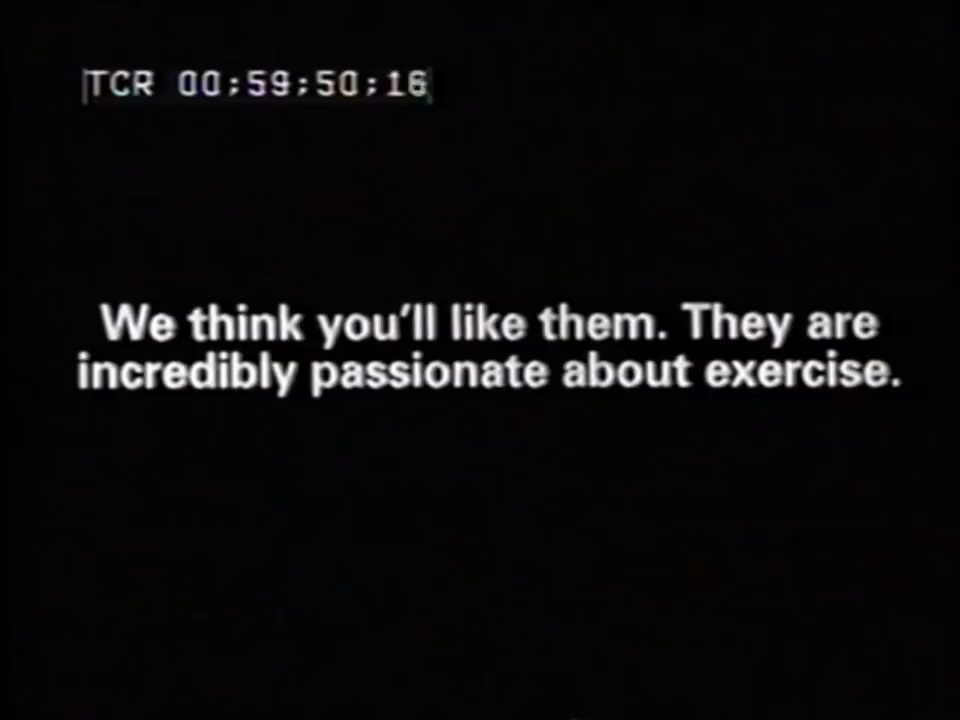 TCR 00;59;50;16
We think you'll like them. They are
incredibly passionate about exercise.